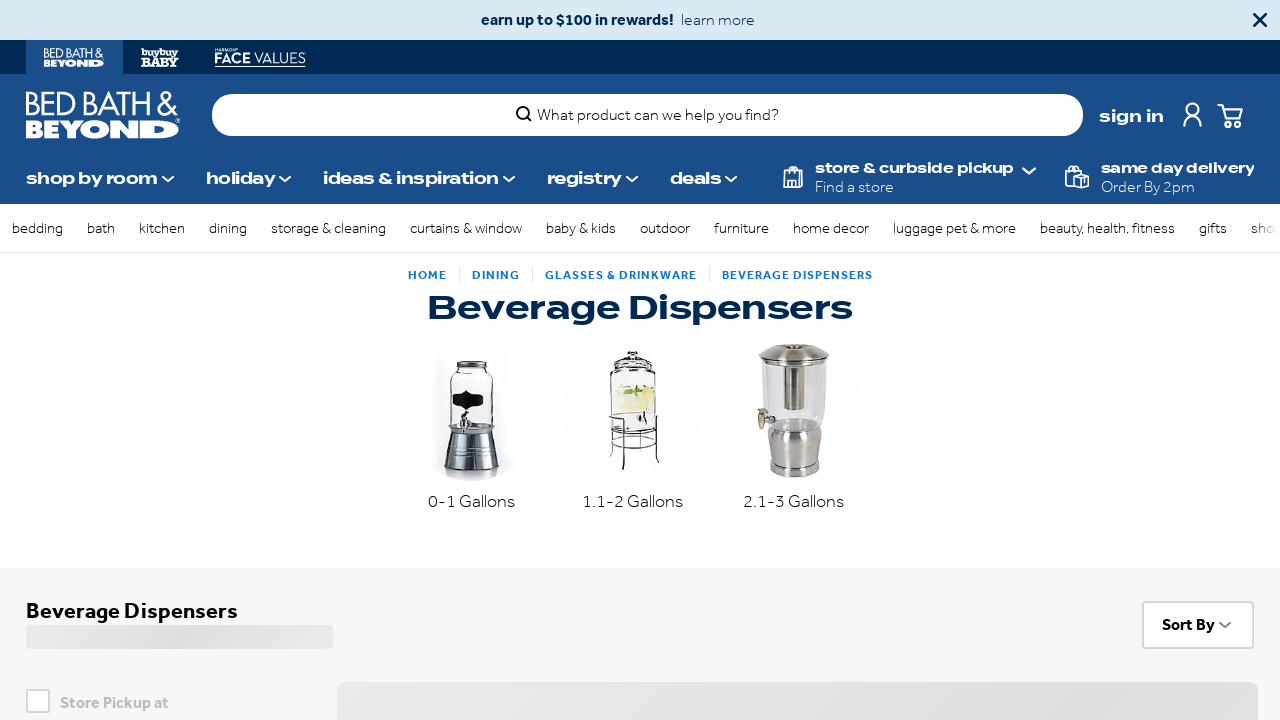 earn up to $100 in rewards! learn more
BED BATH &
BEYOND
buybuy
BABY
HARMON
FACE VALUES
BED BATH &
BEYOND
What product can we help you find?
sign in
shop by room
holiday
ideas & inspiration
registry
deals
store & curbside pickup
Find a store
same day delivery
Order By 2pm
bedding
bath
kitchen
dining
storage & cleaning
curtains & window
baby & kids
outdoor
furniture
home decor
luggage pet & more
beauty, health, fitness
gifts
HOME
DINING
GLASSES & DRINKWARE
BEVERAGE DISPENSERS
Beverage Dispensers
0-1 Gallons
1.1-2 Gallons
2.1-3 Gallons
Beverage Dispensers
Sort By
Store Pickup at